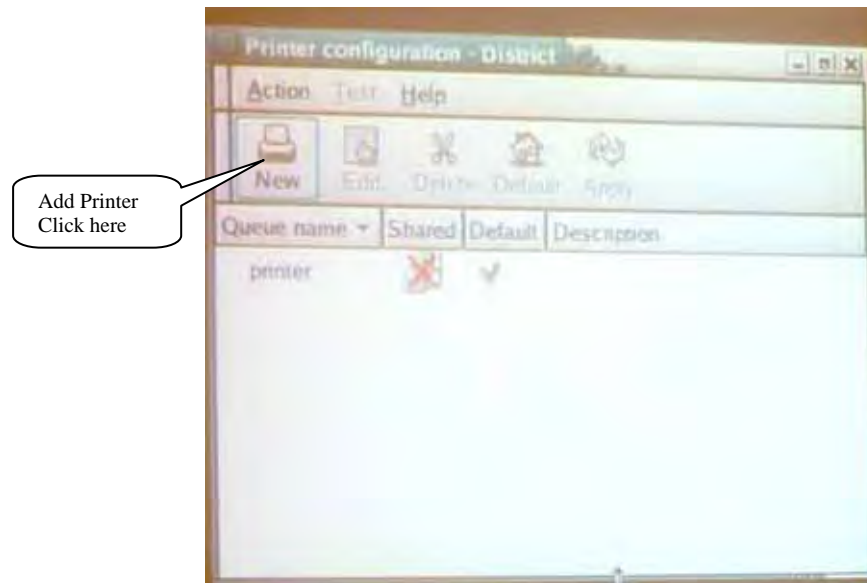 Printer configuration - District
Action Test Help
New Edit Delete Default Apply
Add Printer
Click here
Queue name Shared Default Description
printer